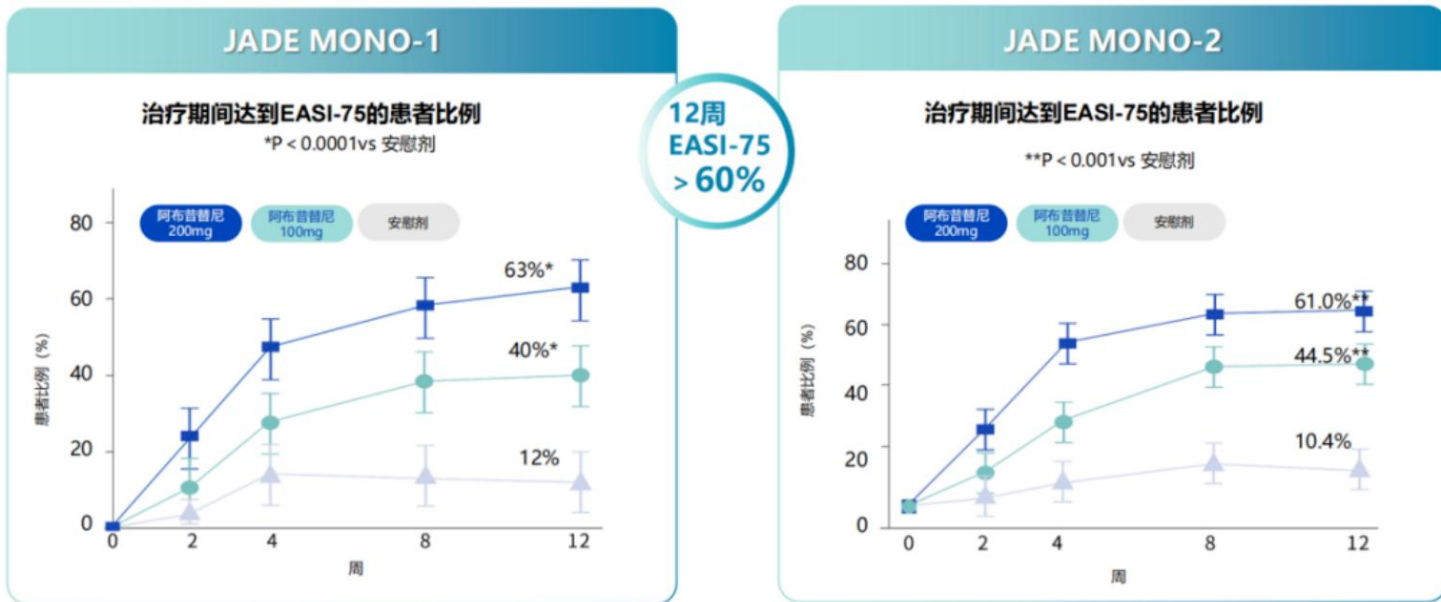 JADE MONO-1
治疗期间达到EASI-75的患者比例
*P < 0.0001vs 安慰剂
阿布昔替尼
200mg
阿布昔替尼
100mg
安慰剂
患者比例（%）
80
60
40
20
0
63%*
40%*
12%
0 2 4 8 12
周
12周
EASI-75
> 60%
JADE MONO-2
治疗期间达到EASI-75的患者比例
**P < 0.001vs 安慰剂
阿布昔替尼
200mg
阿布昔替尼
100mg
安慰剂
患者比例（%）
80
60
40
20
0
61.0%**
44.5%**
10.4%
0 2 4 8 12
周